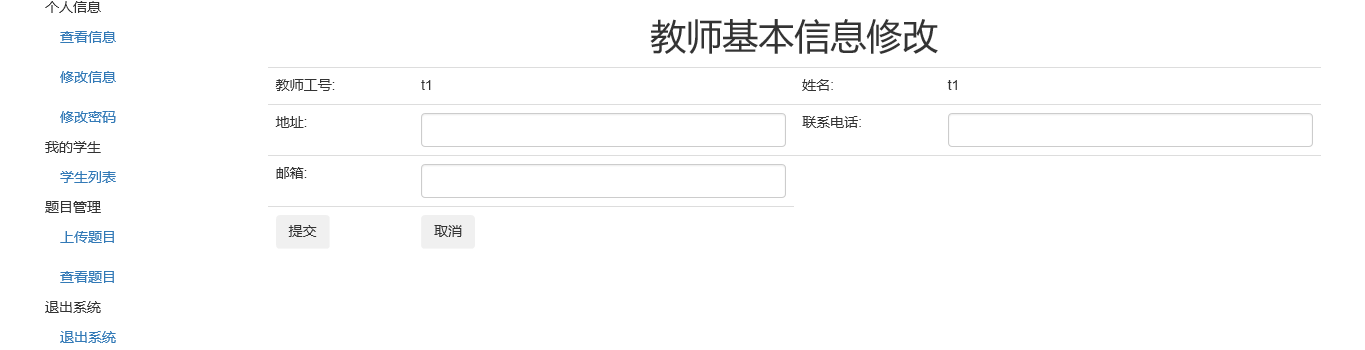 个人信息
查看信息
修改信息
修改密码
我的学生
学生列表
题目管理
上传题目
查看题目
退出系统
退出系统
教师基本信息修改
教师工号: t1 姓名: t1
地址: 联系电话:
邮箱:
提交 取消